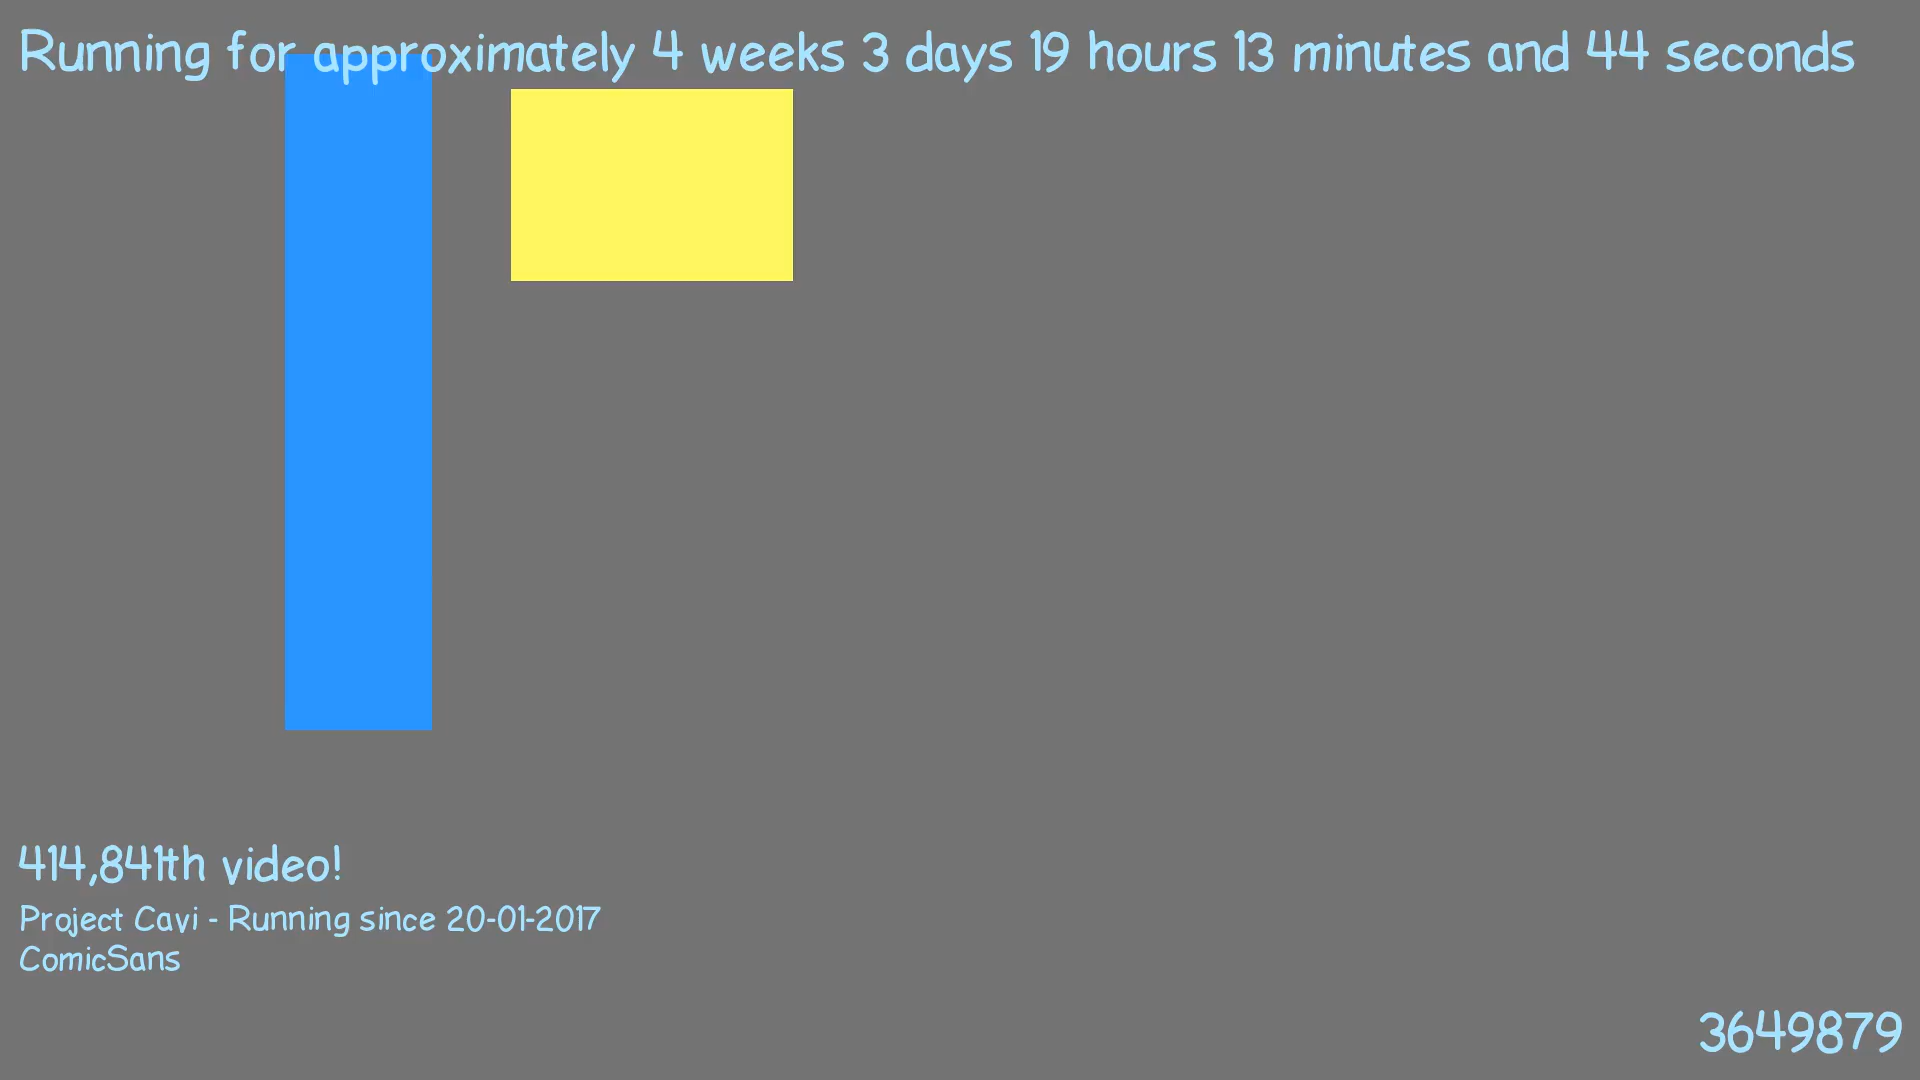 Running for approximately 4 weeks 3 days 19 hours 13 minutes and 44 seconds
414,841th video!
Project Cavi - Running since 20-01-2017
ComicSans
3649879